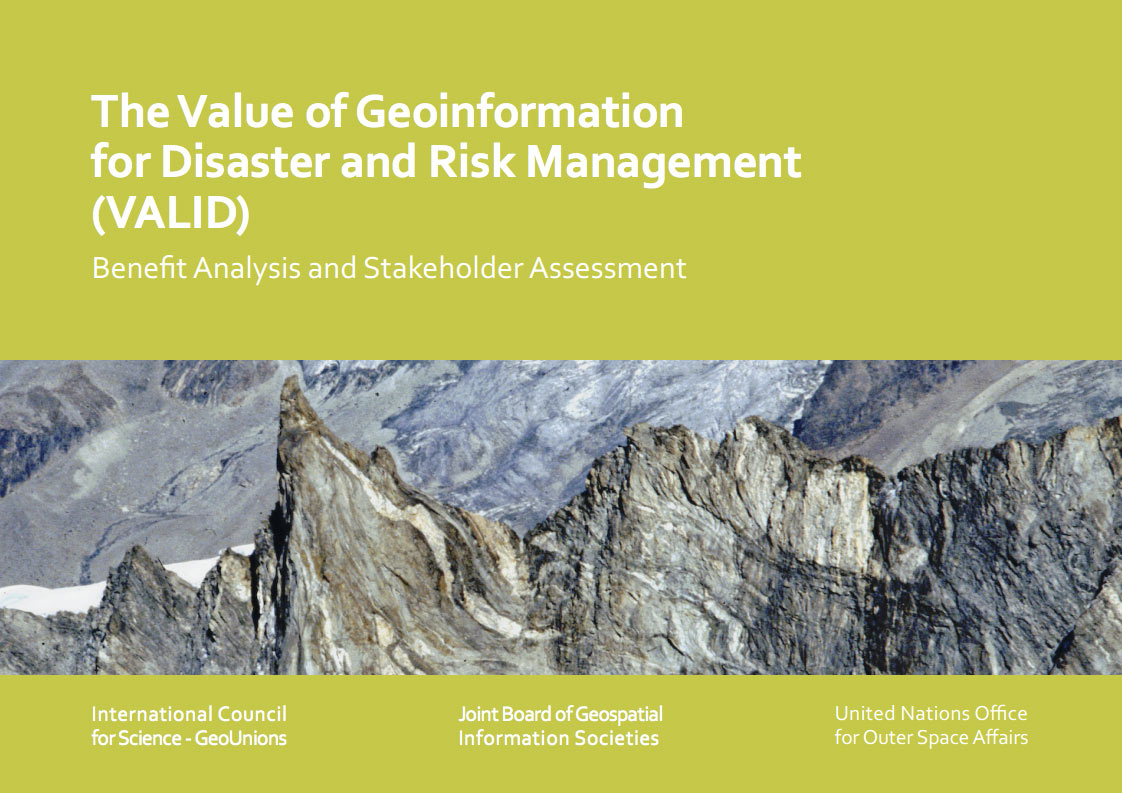 The Value of Geoinformation
for Disaster and Risk Management
(VALID)
Benefit Analysis and Stakeholder Assessment
International Council
for Science - GeoUnions
Joint Board of Geospatial
Information Societies
United Nations Office
for Outer Space Affairs